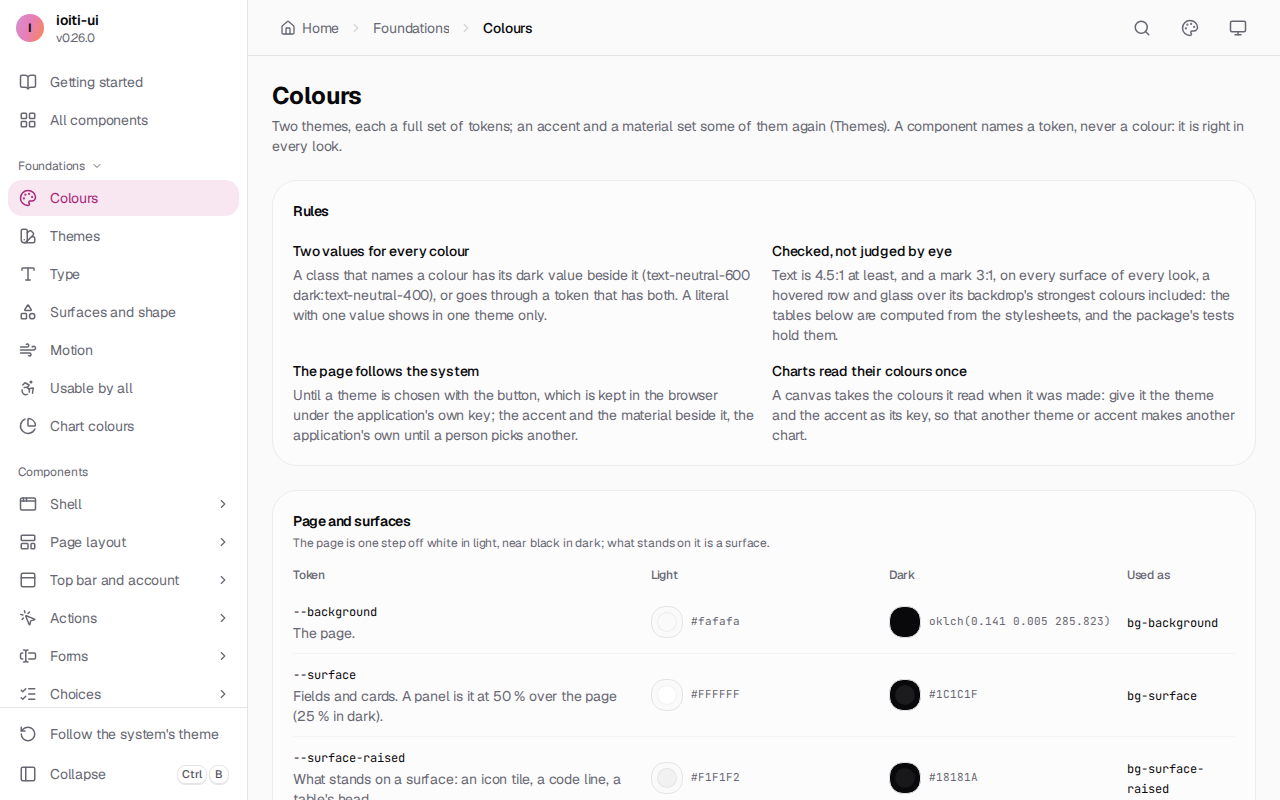 I
ioiti-ui
v0.26.0
Getting started
All components
Foundations
Colours
Themes
Type
Surfaces and shape
Motion
Usable by all
Chart colours
Components
Shell
Page layout
Top bar and account
Actions
Forms
Choices
Follow the system's theme
Collapse
Ctrl B
Home
Foundations
Colours
Colours
Two themes, each a full set of tokens; an accent and a material set some of them again (Themes). A component names a token, never a colour: it is right in
every look.
Rules
Two values for every colour
A class that names a colour has its dark value beside it (text-neutral-600
dark:text-neutral-400), or goes through a token that has both. A literal
with one value shows in one theme only.
Checked, not judged by eye
Text is 4.5:1 at least, and a mark 3:1, on every surface of every look, a
hovered row and glass over its backdrop's strongest colours included: the
tables below are computed from the stylesheets, and the package's tests
hold them.
The page follows the system
Until a theme is chosen with the button, which is kept in the browser
under the application's own key; the accent and the material beside it, the
application's own until a person picks another.
Charts read their colours once
A canvas takes the colours it read when it was made: give it the theme
and the accent as its key, so that another theme or accent makes another
chart.
Page and surfaces
The page is one step off white in light, near black in dark; what stands on it is a surface.
Token Light Dark Used as
--background
The page.
#fafafa
oklch(0.141 0.005 285.823)
bg-background
--surface
Fields and cards. A panel is it at 50 % over the page
(25 % in dark).
#FFFFFF
#1C1C1F
bg-surface
--surface-raised
What stands on a surface: an icon tile, a code line, a
table's head.
#F1F1F2
#18181A
bg-surface-
raised